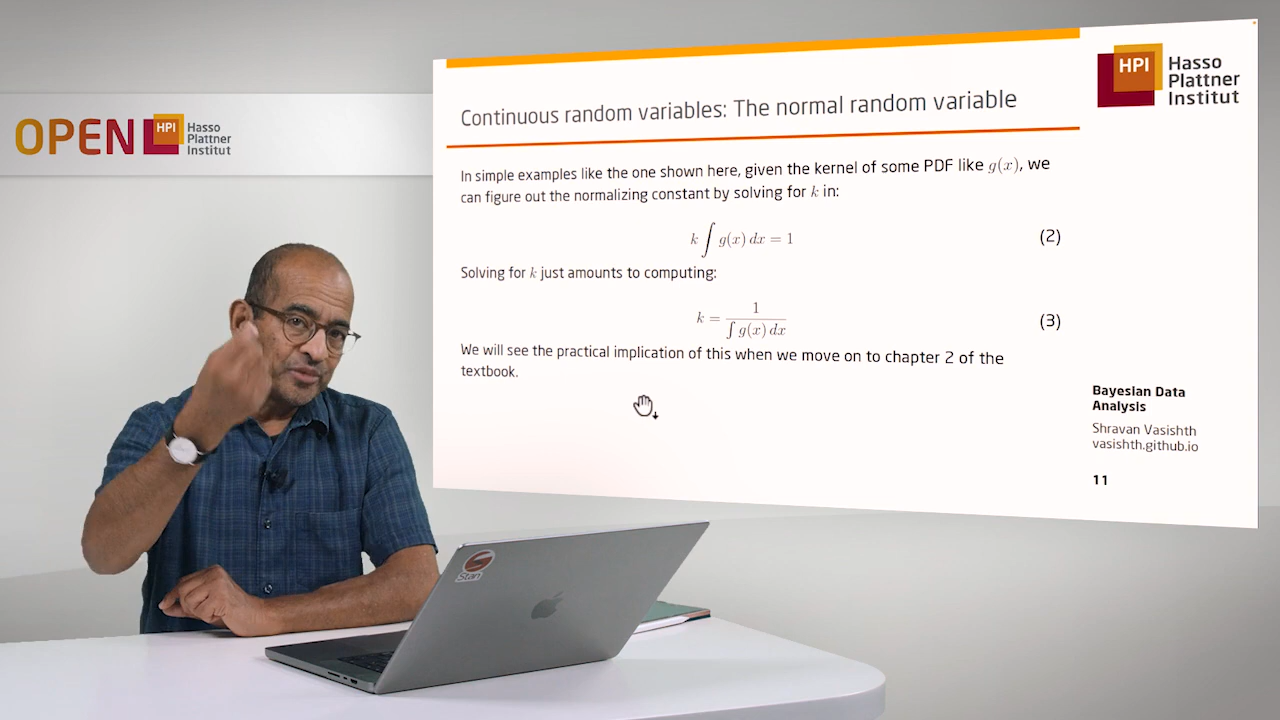 OPEN HPI Hasso
Plattner
Institut
Continuous random variables: The normal random variable
HPI Hasso
Plattner
Institut
In simple examples like the one shown here, given the kernel of some PDF like g(x), we
can figure out the normalizing constant by solving for k in:
k ∫ g(x) dx = 1 (2)
Solving for k just amounts to computing:
k = 1 / ∫ g(x) dx (3)
We will see the practical implication of this when we move on to chapter 2 of the
textbook.
Bayesian Data
Analysis
Shravan Vasishth
vasishth.github.io
11
Stan